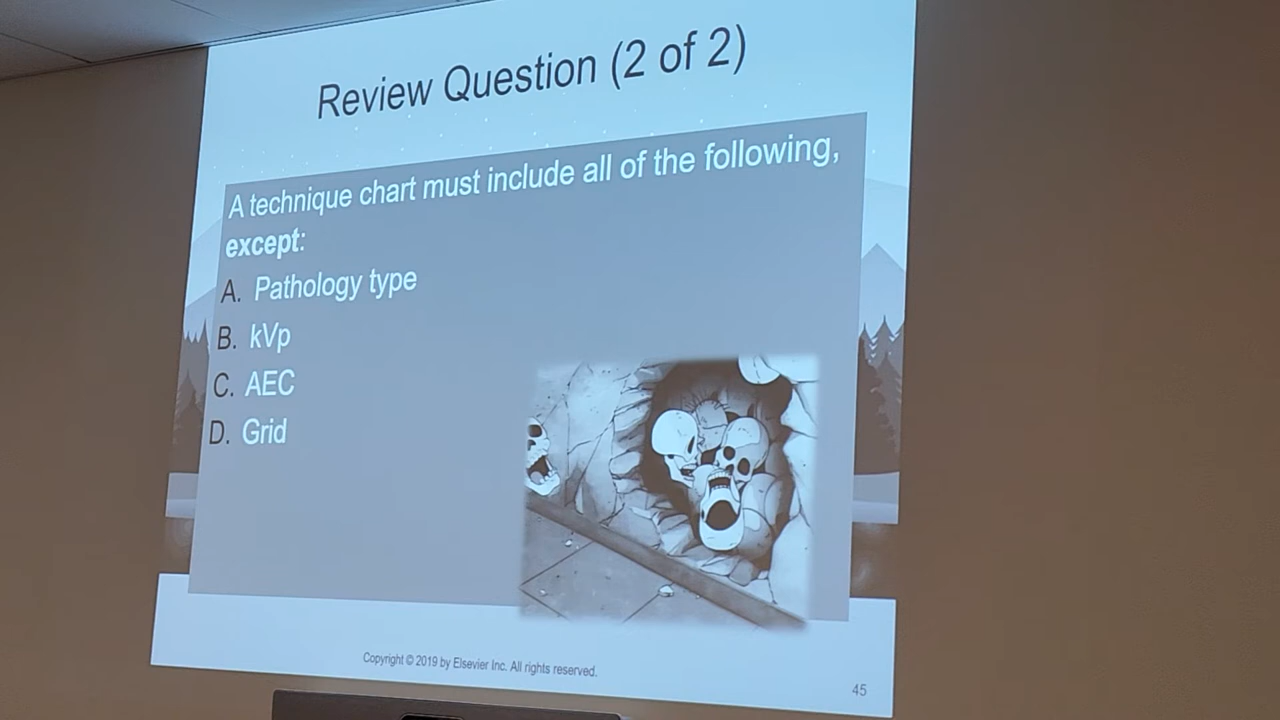 Review Question (2 of 2)
A technique chart must include all of the following,
except:
A. Pathology type
B. kVp
C. AEC
D. Grid
Copyright © 2019 by Elsevier Inc. All rights reserved.
45